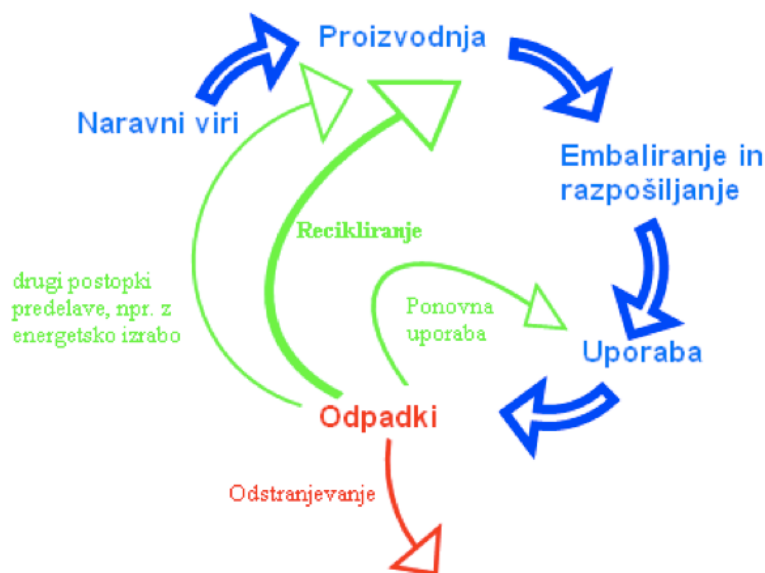 Proizvodnja
Naravni viri
Embaliranje in
razpošiljanje
Recikliranje
drugi postopki
predelave, npr. z
energetsko izrabo
Ponovna
uporaba
Uporaba
Odpadki
Odstranjevanje